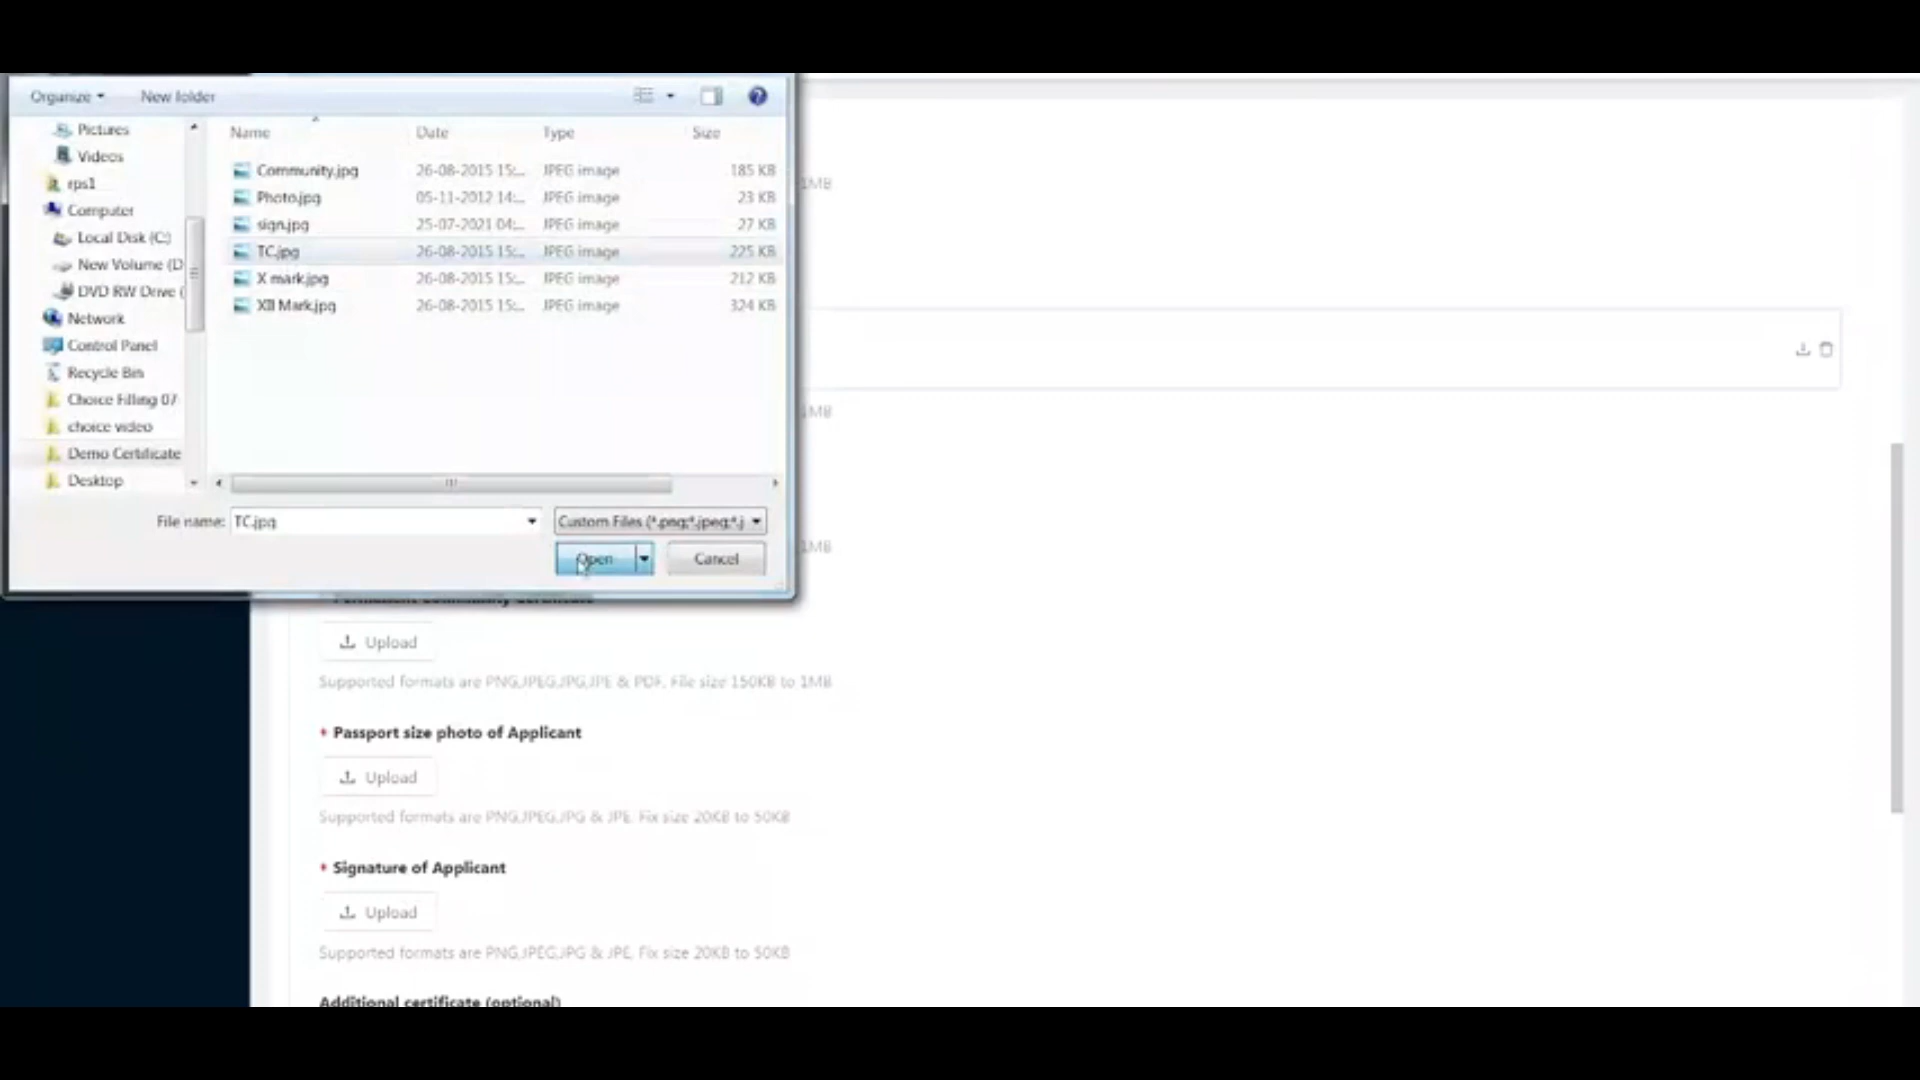 Organize New folder
Pictures
Videos
rps1
Computer
Local Disk (C:)
New Volume (D
DVD RW Drive (
Network
Control Panel
Recycle Bin
Choice Filling 07
choice video
Demo Certificate
Desktop
Name Date Type Size
Community.jpg 26-08-2015 15:... JPEG image 185 KB
Photo.jpg 05-11-2012 14:... JPEG image 23 KB
sign.jpg 25-07-2021 04:... JPEG image 27 KB
TC.jpg 26-08-2015 15:... JPEG image 225 KB
X mark.jpg 26-08-2015 15:... JPEG image 212 KB
XII Mark.jpg 26-08-2015 15:... JPEG image 324 KB
File name: TC.jpg Custom Files (*.png;*.jpeg;*.j
Open Cancel
1MB
1MB
1MB
Permanent Community Certificate
Upload
Supported formats are PNG,JPEG,JPG,JPE & PDF, File size 150KB to 1MB
* Passport size photo of Applicant
Upload
Supported formats are PNG,JPEG,JPG & JPE, Fix size 20KB to 50KB
* Signature of Applicant
Upload
Supported formats are PNG,JPEG,JPG & JPE, Fix size 20KB to 50KB
Additional certificate (optional)